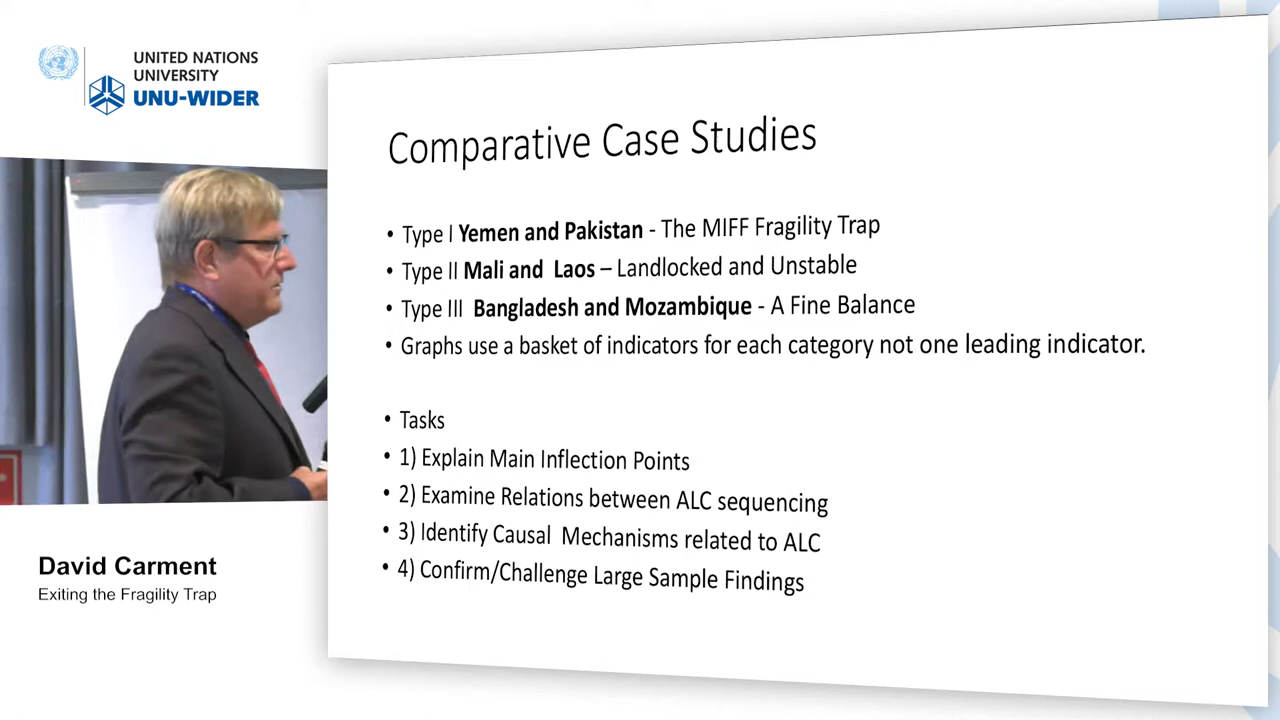 UNITED NATIONS
UNIVERSITY
UNU-WIDER
Comparative Case Studies
• Type I Yemen and Pakistan - The MIFF Fragility Trap
• Type II Mali and Laos – Landlocked and Unstable
• Type III Bangladesh and Mozambique - A Fine Balance
• Graphs use a basket of indicators for each category not one leading indicator.
• Tasks
• 1) Explain Main Inflection Points
• 2) Examine Relations between ALC sequencing
• 3) Identify Causal Mechanisms related to ALC
• 4) Confirm/Challenge Large Sample Findings
David Carment
Exiting the Fragility Trap